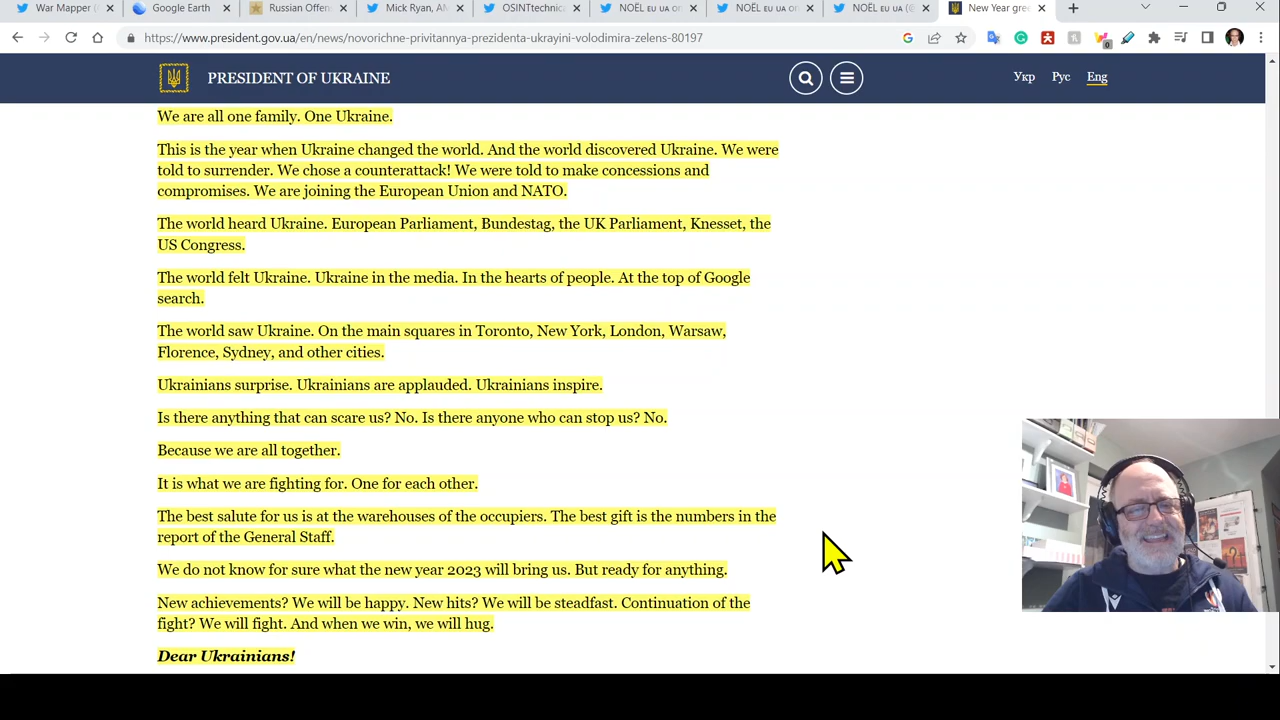 War Mapper (
Google Earth
Russian Offen
Mick Ryan, AM
OSINTtechnica
NOËL EU UA on
NOËL EU UA on
NOËL EU UA (@
New Year gree
https://www.president.gov.ua/en/news/novorichne-privitannya-prezidenta-ukrayini-volodimira-zelens-80197
0
PRESIDENT OF UKRAINE
Укр Рус Eng
We are all one family. One Ukraine.
This is the year when Ukraine changed the world. And the world discovered Ukraine. We were
told to surrender. We chose a counterattack! We were told to make concessions and
compromises. We are joining the European Union and NATO.
The world heard Ukraine. European Parliament, Bundestag, the UK Parliament, Knesset, the
US Congress.
The world felt Ukraine. Ukraine in the media. In the hearts of people. At the top of Google
search.
The world saw Ukraine. On the main squares in Toronto, New York, London, Warsaw,
Florence, Sydney, and other cities.
Ukrainians surprise. Ukrainians are applauded. Ukrainians inspire.
Is there anything that can scare us? No. Is there anyone who can stop us? No.
Because we are all together.
It is what we are fighting for. One for each other.
The best salute for us is at the warehouses of the occupiers. The best gift is the numbers in the
report of the General Staff.
We do not know for sure what the new year 2023 will bring us. But ready for anything.
New achievements? We will be happy. New hits? We will be steadfast. Continuation of the
fight? We will fight. And when we win, we will hug.
Dear Ukrainians!